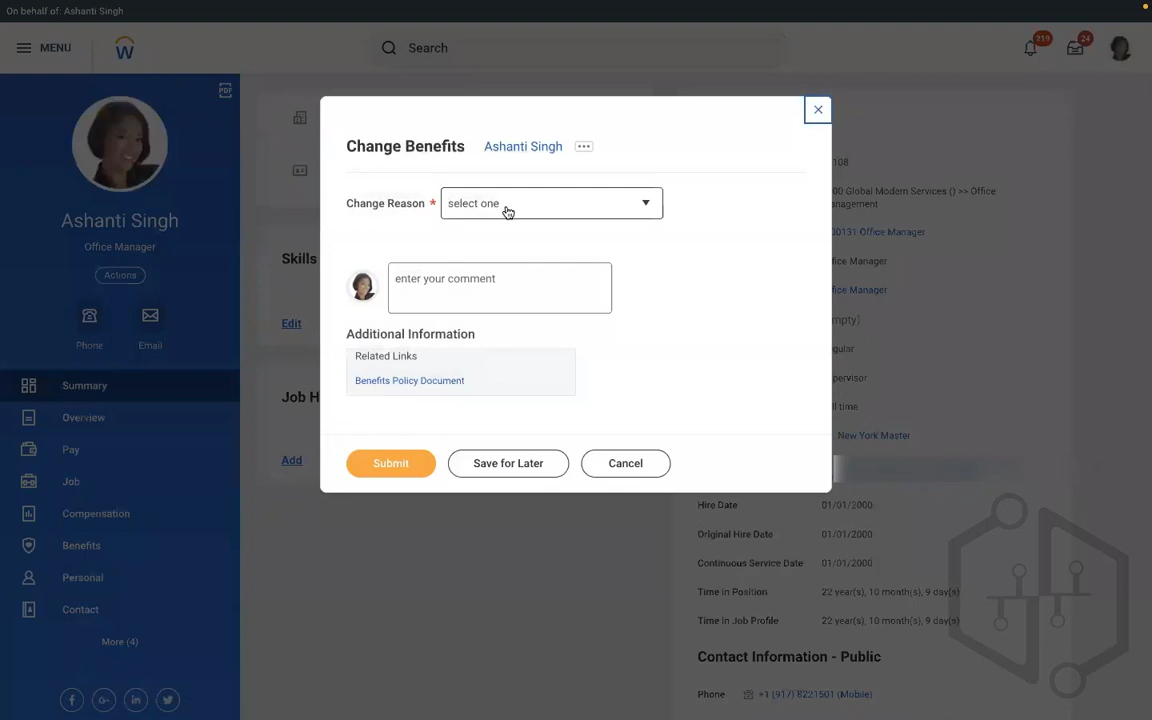 On behalf of: Ashanti Singh
MENU
Search
219
24
PDF
Ashanti Singh
Office Manager
Actions
Phone
Email
Summary
Overview
Pay
Job
Compensation
Benefits
Personal
Contact
More (4)
Skills
Edit
Job H
Add
Change Benefits
Ashanti Singh
Change Reason *
select one
enter your comment
Additional Information
Related Links
Benefits Policy Document
Submit
Save for Later
Cancel
108
00 Global Modern Services () >> Office
anagement
00131 Office Manager
fice Manager
fice Manager
mpty)
gular
pervisor
ll time
New York Master
Hire Date 01/01/2000
Original Hire Date 01/01/2000
Continuous Service Date 01/01/2000
Time in Position 22 year(s), 10 month(s), 9 day(s)
Time in Job Profile 22 year(s), 10 month(s), 9 day(s)
Contact Information - Public
Phone +1 (917) 8221501 (Mobile)